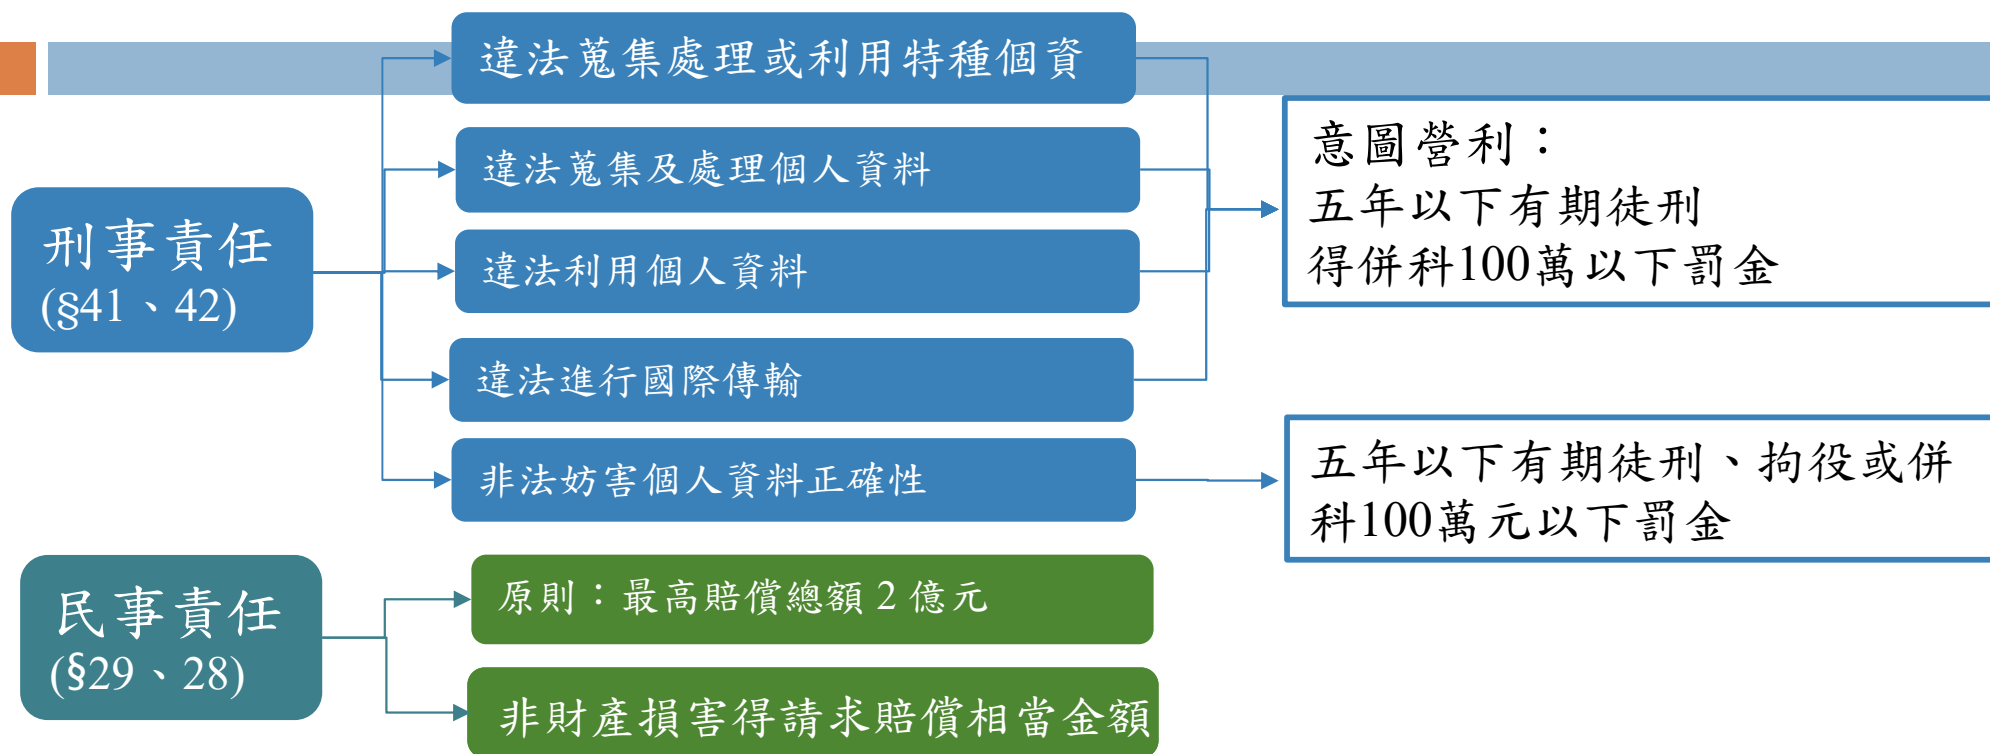 違法蒐集處理或利用特種個資
違法蒐集及處理個人資料
刑事責任
(§41、42)
違法利用個人資料
違法進行國際傳輸
非法妨害個人資料正確性
意圖營利：
五年以下有期徒刑
得併科100萬以下罰金
五年以下有期徒刑、拘役或併
科100萬元以下罰金
民事責任
(§29、28)
原則：最高賠償總額 2 億元
非財產損害得請求賠償相當金額